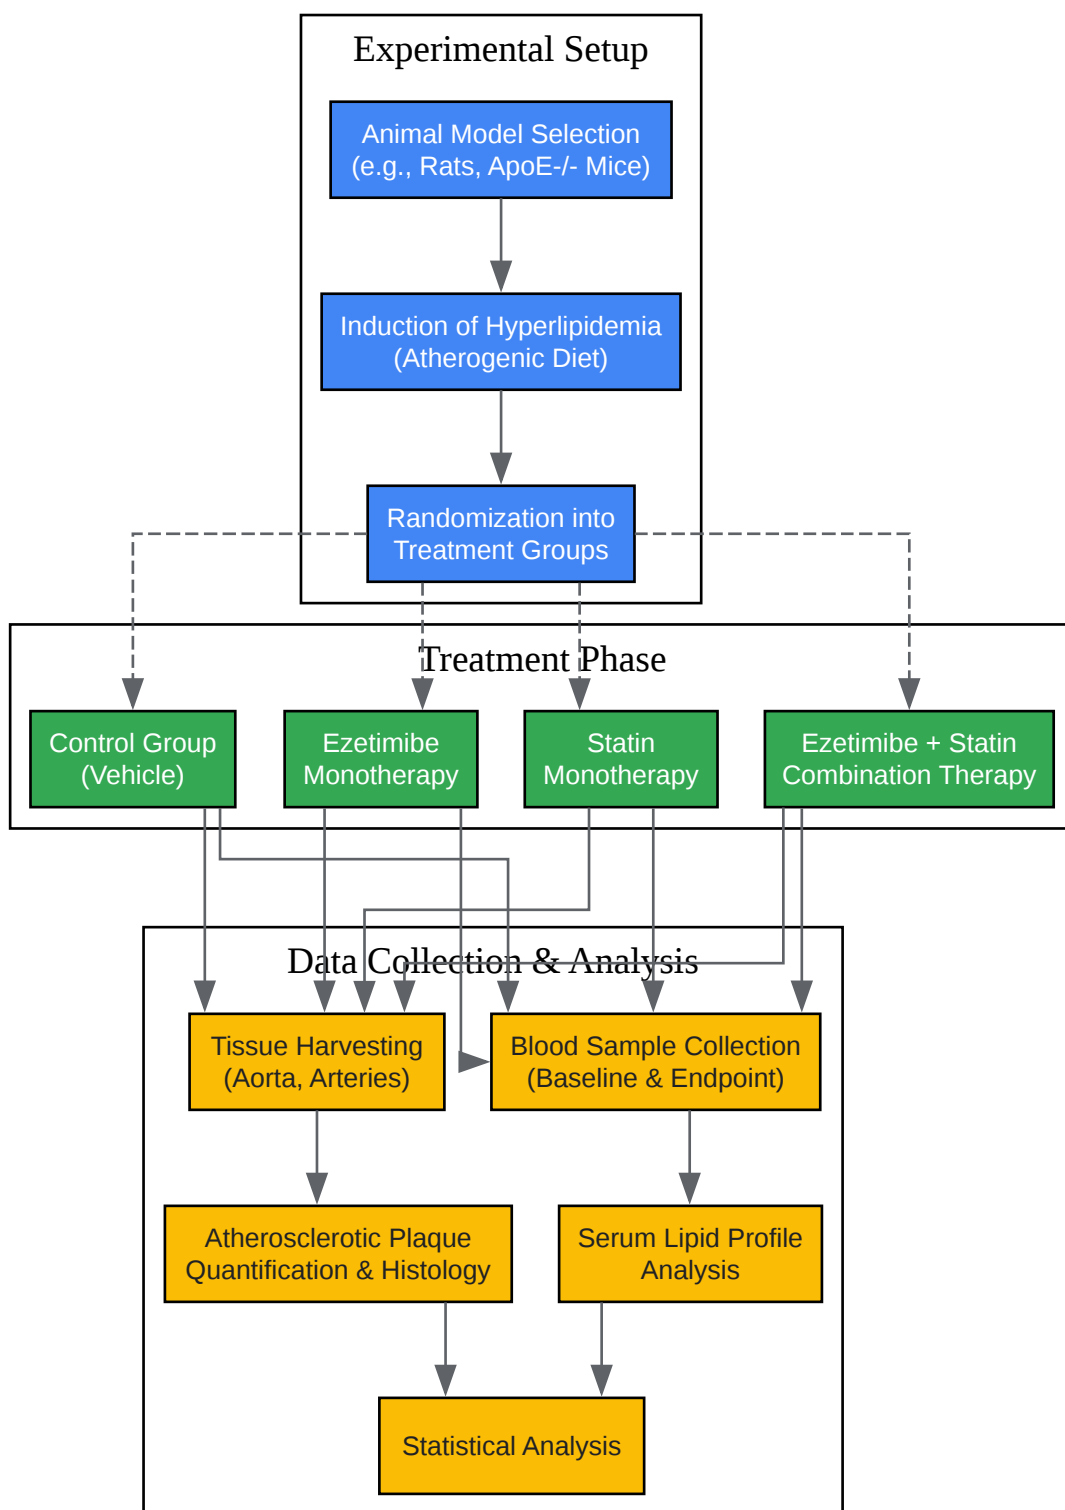 Experimental Setup
Animal Model Selection
(e.g., Rats, ApoE-/- Mice)
Induction of Hyperlipidemia
(Atherogenic Diet)
Randomization into
Treatment Groups
Treatment Phase
Control Group
(Vehicle)
Ezetimibe
Monotherapy
Statin
Monotherapy
Ezetimibe + Statin
Combination Therapy
Data Collection & Analysis
Tissue Harvesting
(Aorta, Arteries)
Blood Sample Collection
(Baseline & Endpoint)
Atherosclerotic Plaque
Quantification & Histology
Serum Lipid Profile
Analysis
Statistical Analysis